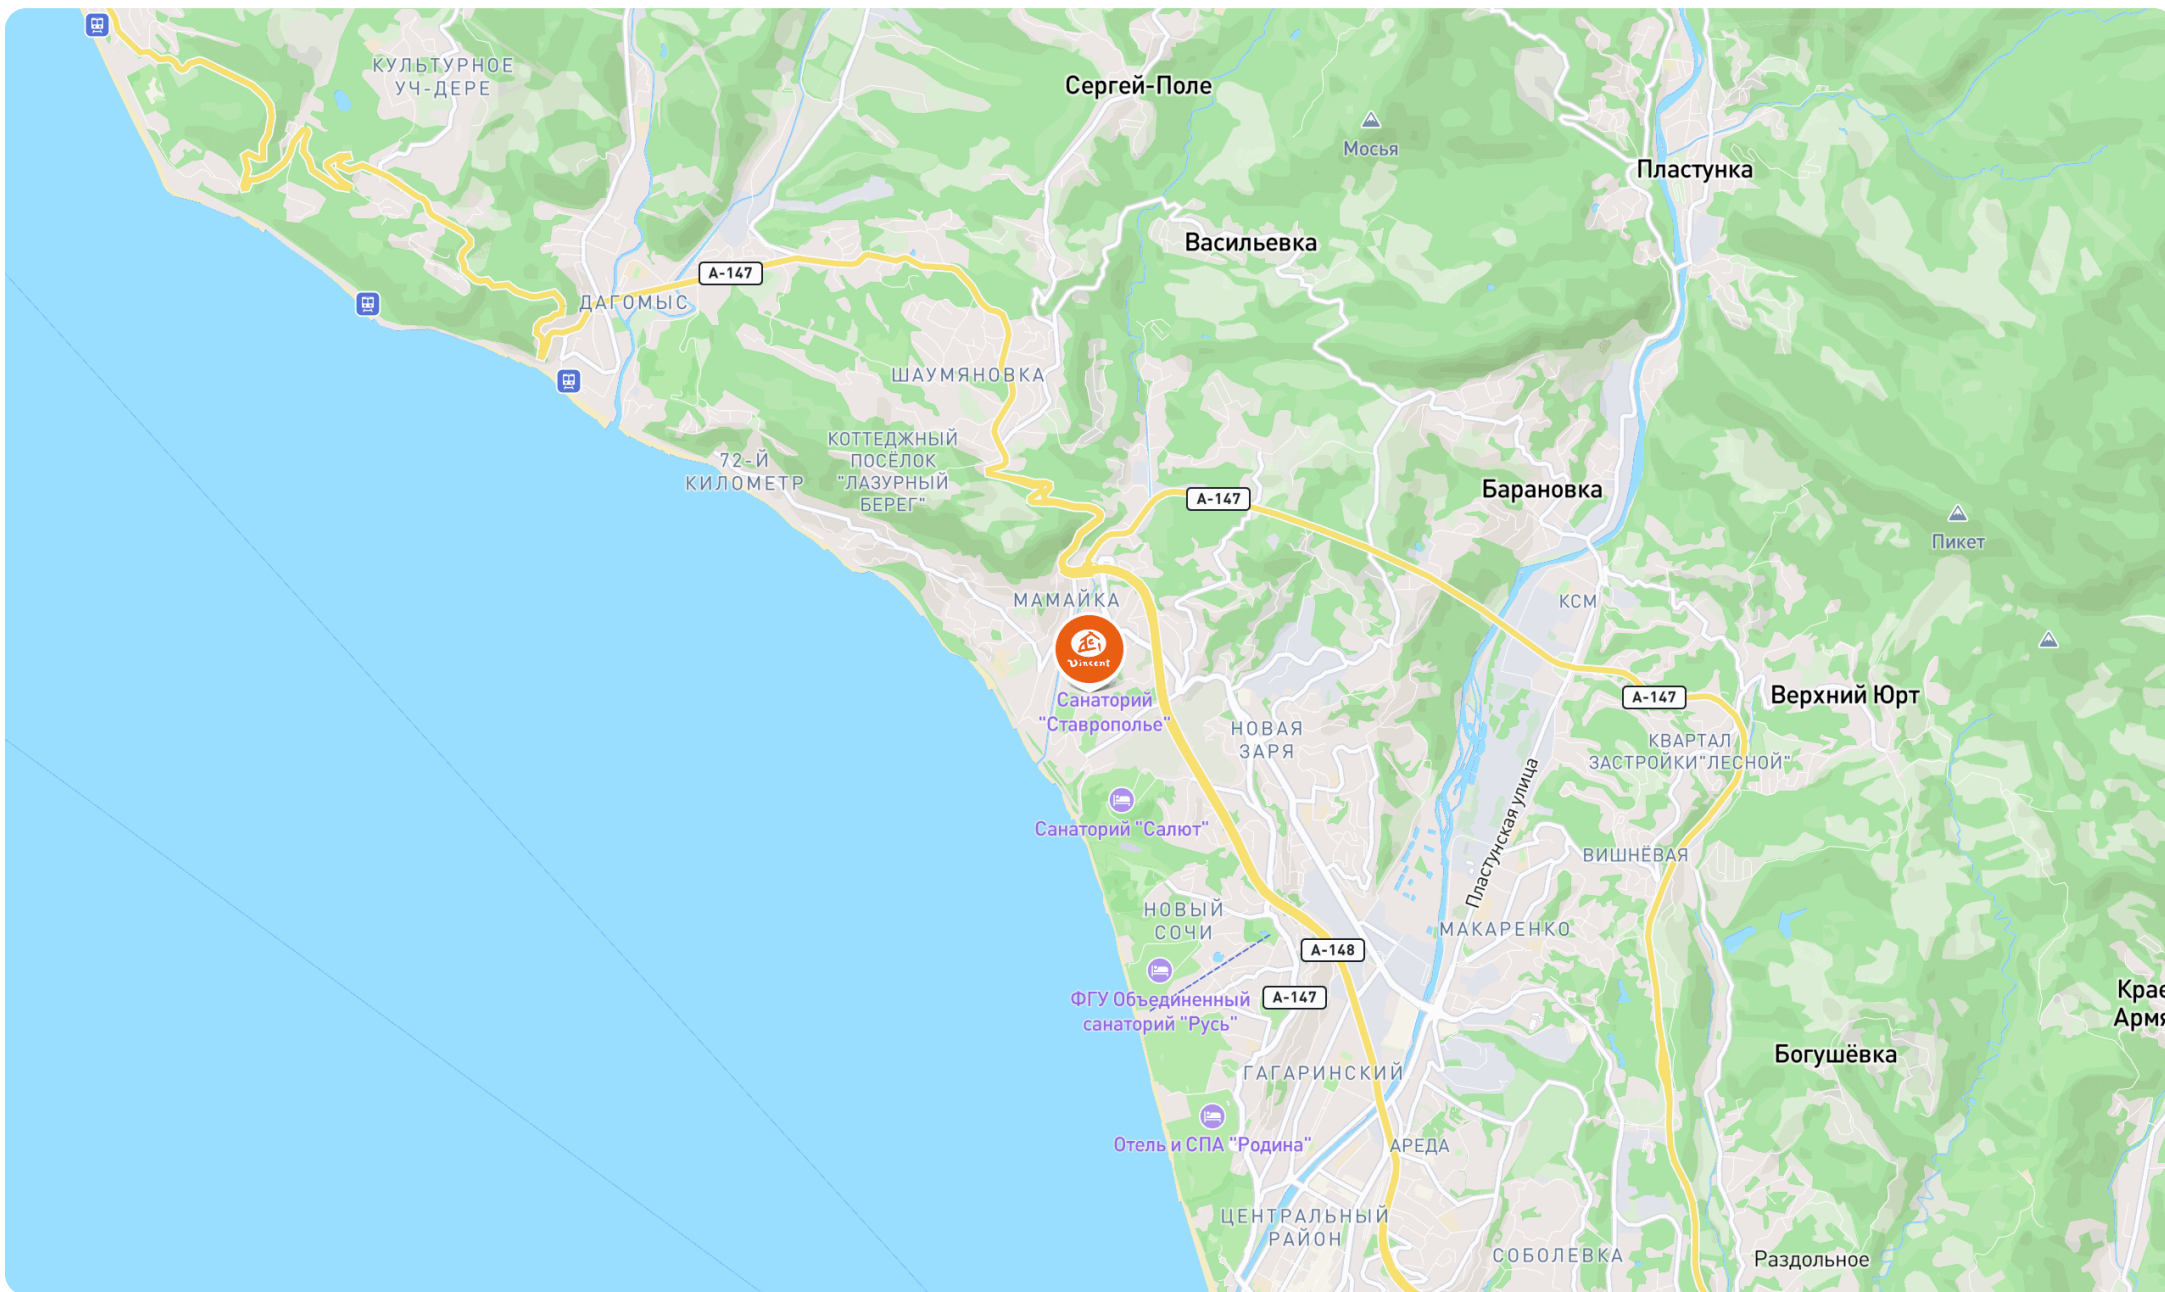 КУЛЬТУРНОЕ
УЧ-ДЕРЕ
Сергей-Поле
Мосья
Пластунка
Васильевка
А-147
ДАГОМЫС
ШАУМЯНОВКА
КОТТЕДЖНЫЙ
ПОСЁЛОК
"ЛАЗУРНЫЙ
БЕРЕГ"
72-Й
КИЛОМЕТР
А-147
Барановка
Пикет
МАМАЙКА
КСМ
Vincent
Санаторий
"Ставрополье"
А-147
Верхний Юрт
НОВАЯ
ЗАРЯ
КВАРТАЛ
ЗАСТРОЙКИ"ЛЕСНОЙ"
Пластунская улица
Санаторий "Салют"
ВИШНЁВАЯ
НОВЫЙ
СОЧИ
МАКАРЕНКО
А-148
А-147
ФГУ Объединенный
санаторий "Русь"
Крае
Армя
Богушёвка
ГАГАРИНСКИЙ
Отель и СПА "Родина"
АРЕДА
ЦЕНТРАЛЬНЫЙ
РАЙОН
СОБОЛЕВКА
Раздольное